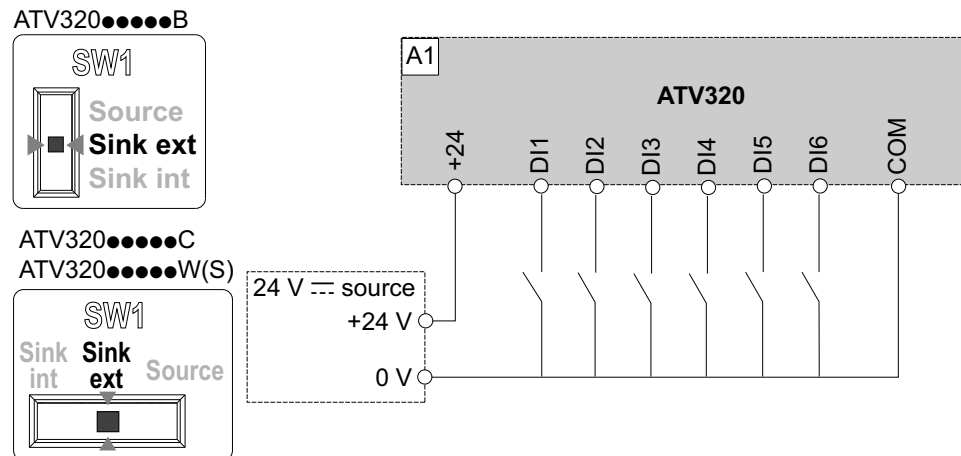 ATV320●●●●●B
SW1
Source
Sink ext
Sink int
ATV320●●●●●C
ATV320●●●●●W(S)
SW1
Sink int
Sink ext
Source
A1
ATV320
+24
DI1
DI2
DI3
DI4
DI5
DI6
COM
24 V ⎓ source
+24 V
0 V